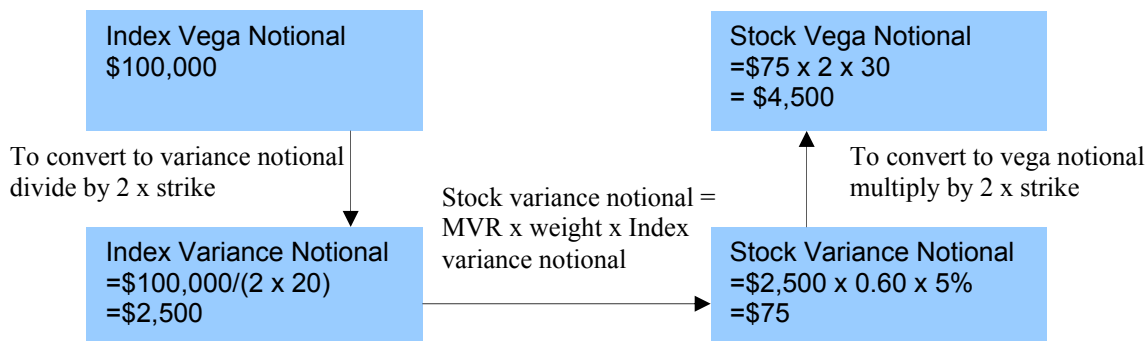 Index Vega Notional
$100,000
Stock Vega Notional
=$75 x 2 x 30
= $4,500
To convert to variance notional
divide by 2 x strike
To convert to vega notional
multiply by 2 x strike
Stock variance notional =
MVR x weight x Index
variance notional
Index Variance Notional
=$100,000/(2 x 20)
=$2,500
Stock Variance Notional
=$2,500 x 0.60 x 5%
=$75